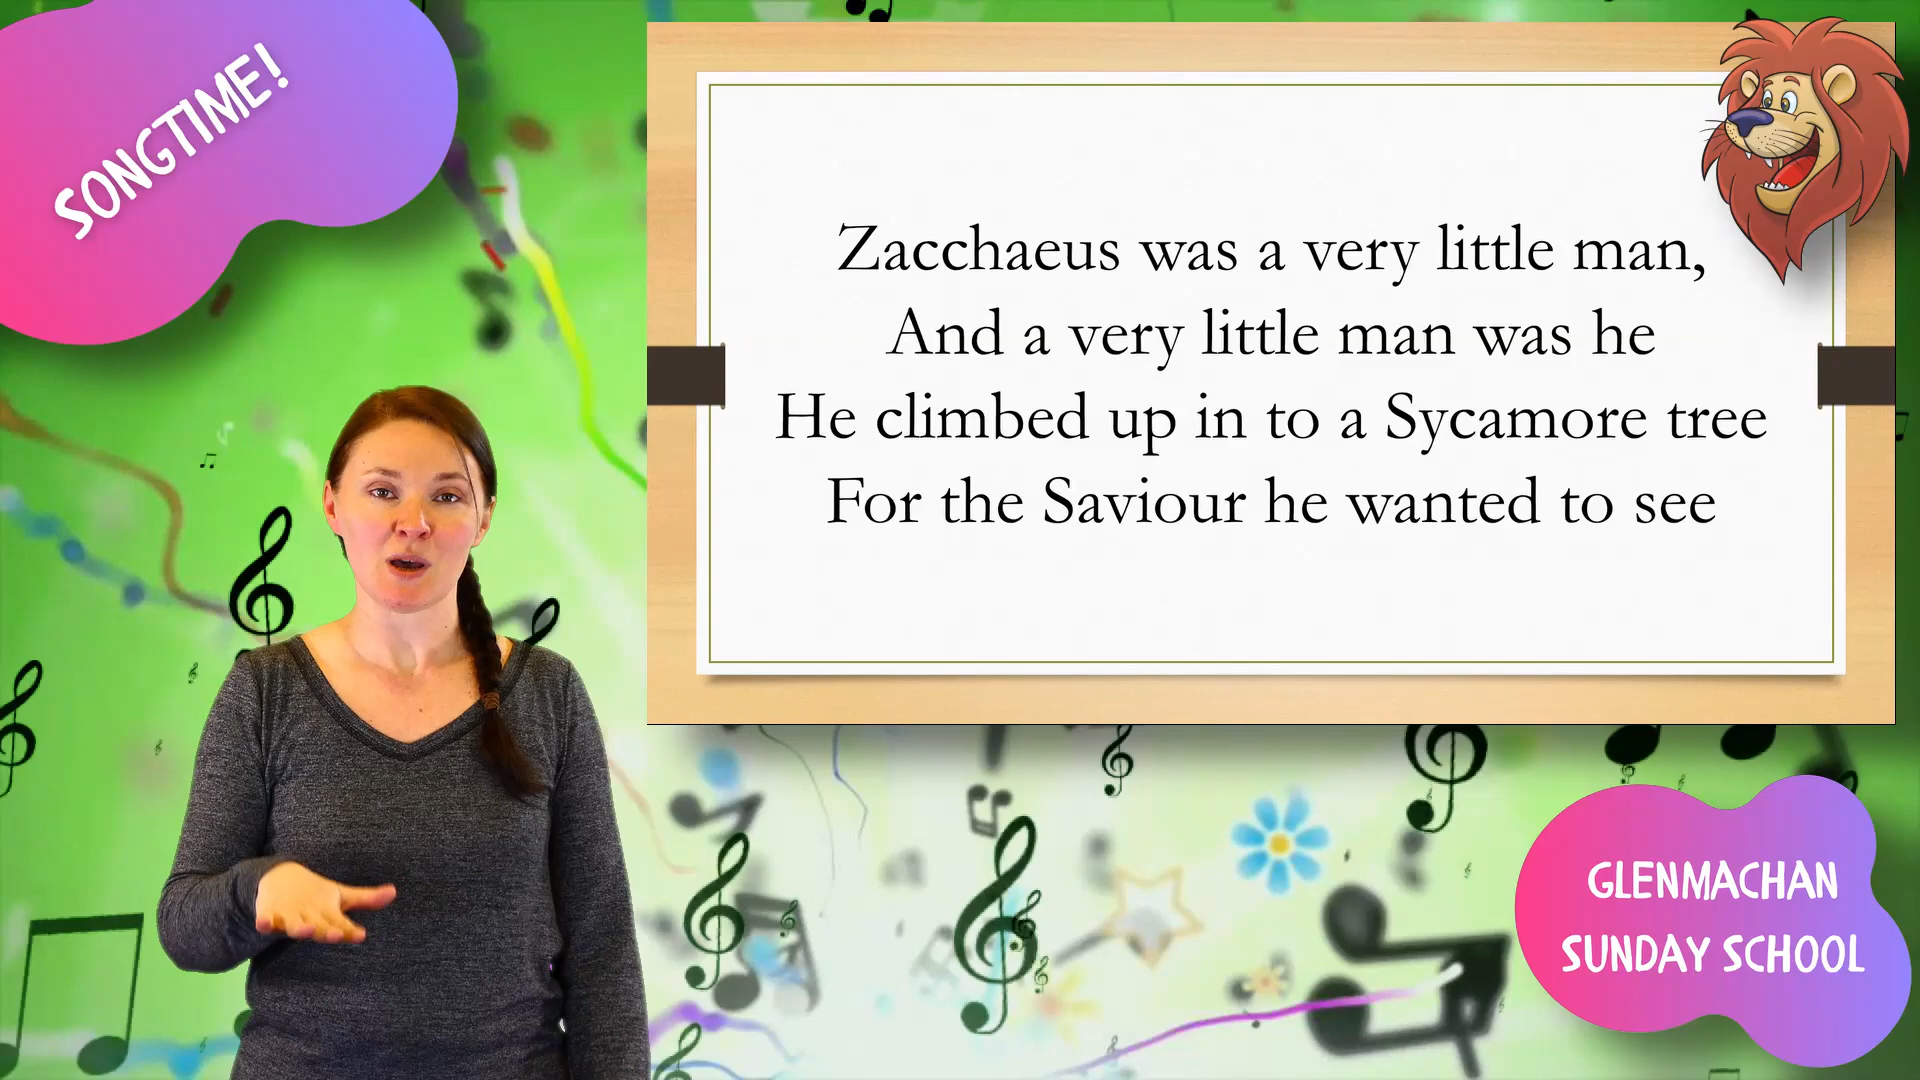 SONGTIME!
Zacchaeus was a very little man,
And a very little man was he
He climbed up in to a Sycamore tree
For the Saviour he wanted to see
GLENMACHAN
SUNDAY SCHOOL